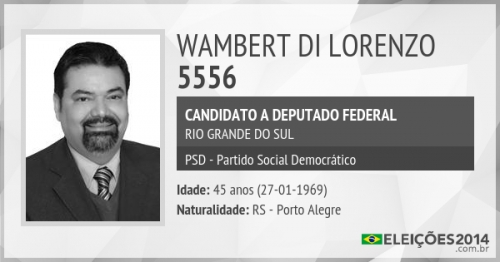 WAMBERT DI LORENZO
5556
CANDIDATO A DEPUTADO FEDERAL
RIO GRANDE DO SUL
PSD - Partido Social Democrático
Idade: 45 anos (27-01-1969)
Naturalidade: RS - Porto Alegre
ELEIÇÕES2014
.com.br